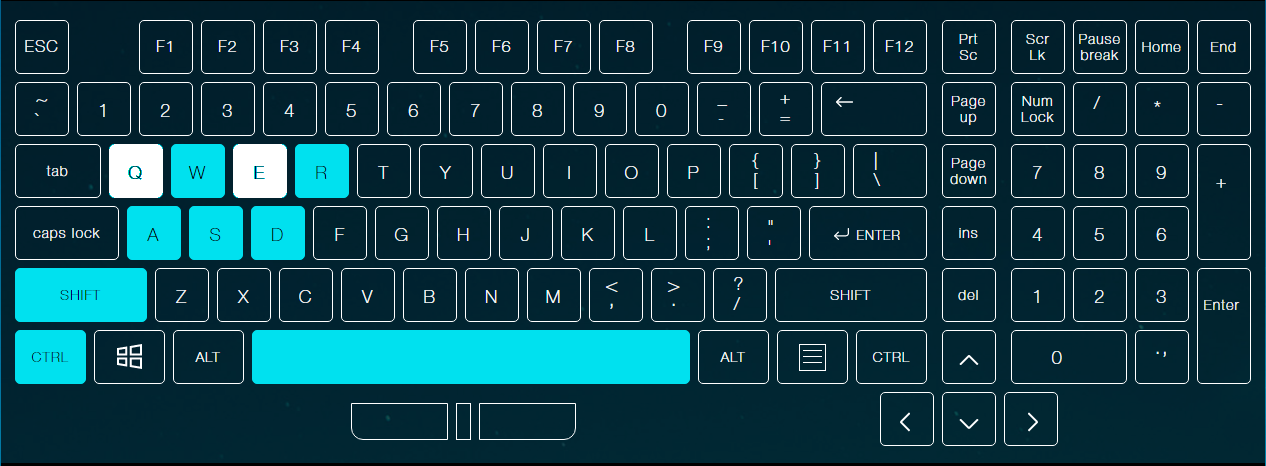 ESC F1 F2 F3 F4 F5 F6 F7 F8 F9 F10 F11 F12 Prt Sc Scr Lk Pause break Home End
~ ` 1 2 3 4 5 6 7 8 9 0 _ - + = ← Page up Num Lock / * -
tab Q W E R T Y U I O P { [ } ] | \ Page down 7 8 9 +
caps lock A S D F G H J K L : ; " ' ↵ ENTER ins 4 5 6
SHIFT Z X C V B N M < , > . ? / SHIFT del 1 2 3 Enter
CTRL ALT ALT CTRL 0 . ,